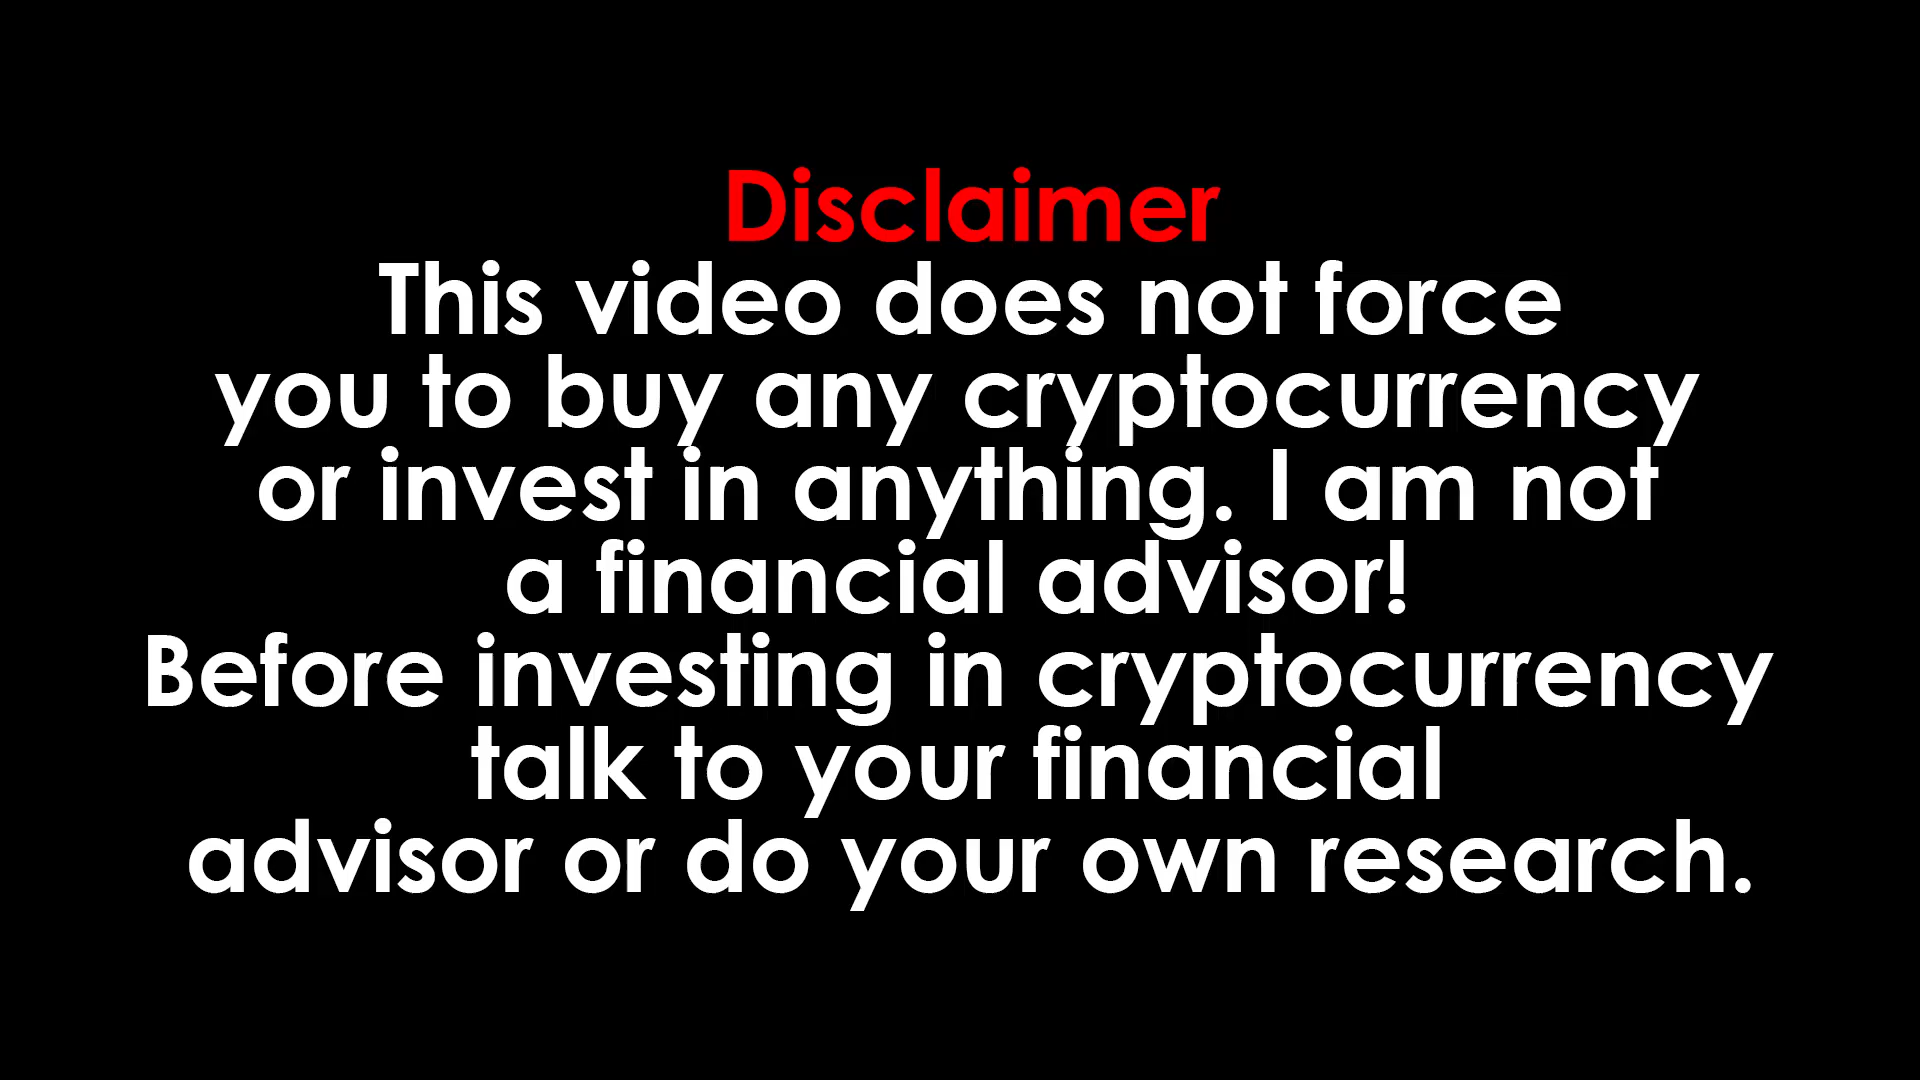 Disclaimer
This video does not force
you to buy any cryptocurrency
or invest in anything. I am not
a financial advisor!
Before investing in cryptocurrency
talk to your financial
advisor or do your own research.